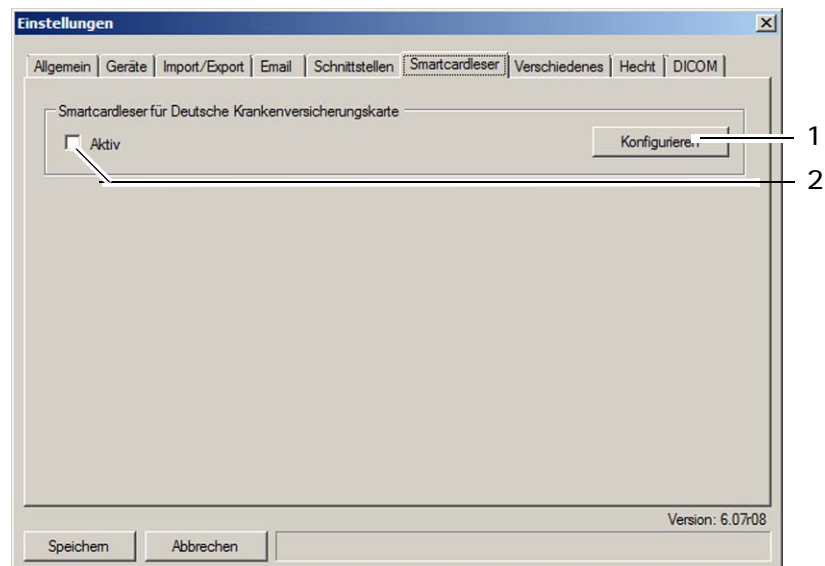 Einstellungen
Allgemein Geräte Import/Export Email Schnittstellen Smartcardleser Verschiedenes Hecht DICOM
Smartcardleser für Deutsche Krankenversicherungskarte
Aktiv Konfigurieren 1
2
Version: 6.07r08
Speichern Abbrechen